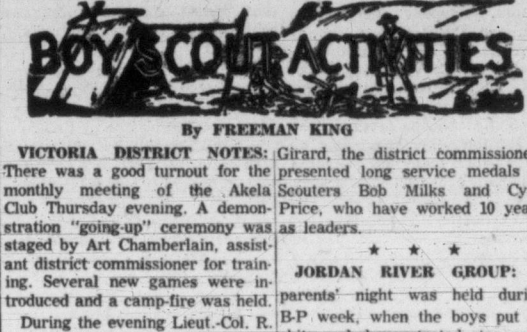 BOY SCOUT ACTIVITIES
By FREEMAN KING
VICTORIA DISTRICT NOTES:
There was a good turnout for the
monthly meeting of the Akela
Club Thursday evening. A demon-
stration "going-up" ceremony was
staged by Art Chamberlain, assist-
ant district commissioner for train-
ing. Several new games were in-
troduced and a camp-fire was held.
During the evening Lieut.-Col. R.
Girard, the district commissione
presented long service medals
Scouters Bob Milks and Cy
Price, who have worked 10 yea
as leaders.
★ ★ ★
JORDAN RIVER GROUP:
parents' night was held duri
B-P week, when the boys put